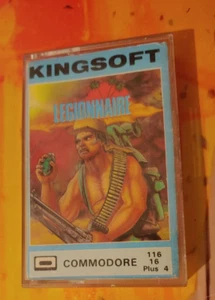 KINGSOFT
LEGIONNAIRE
COMMODORE
116
16
Plus 4